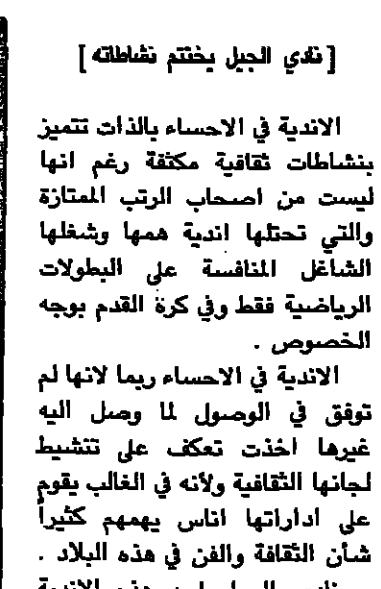 [ نادي الجبل يختتم نشاطاته ]
الاندية في الاحساء بالذات تتميز
بنشاطات ثقافية مكثقة رغم انها
ليست من اصحاب الرتب الممتازة
والتي تحتلها اندية همها وشغلها
الشاغل المنافسة على البطولات
الرياضية فقط وفي كرة القدم بوجه
الخصوص .
الاندية في الاحساء ربما لانها لم
توفق في الوصول لما وصل اليه
غيرها اخذت تعكف على تنشيط
لجانها الثقافية ولأنه في الغالب يقوم
على اداراتها اناس يهمهم كثيراً
شأن الثقافة والفن في هذه البلاد .